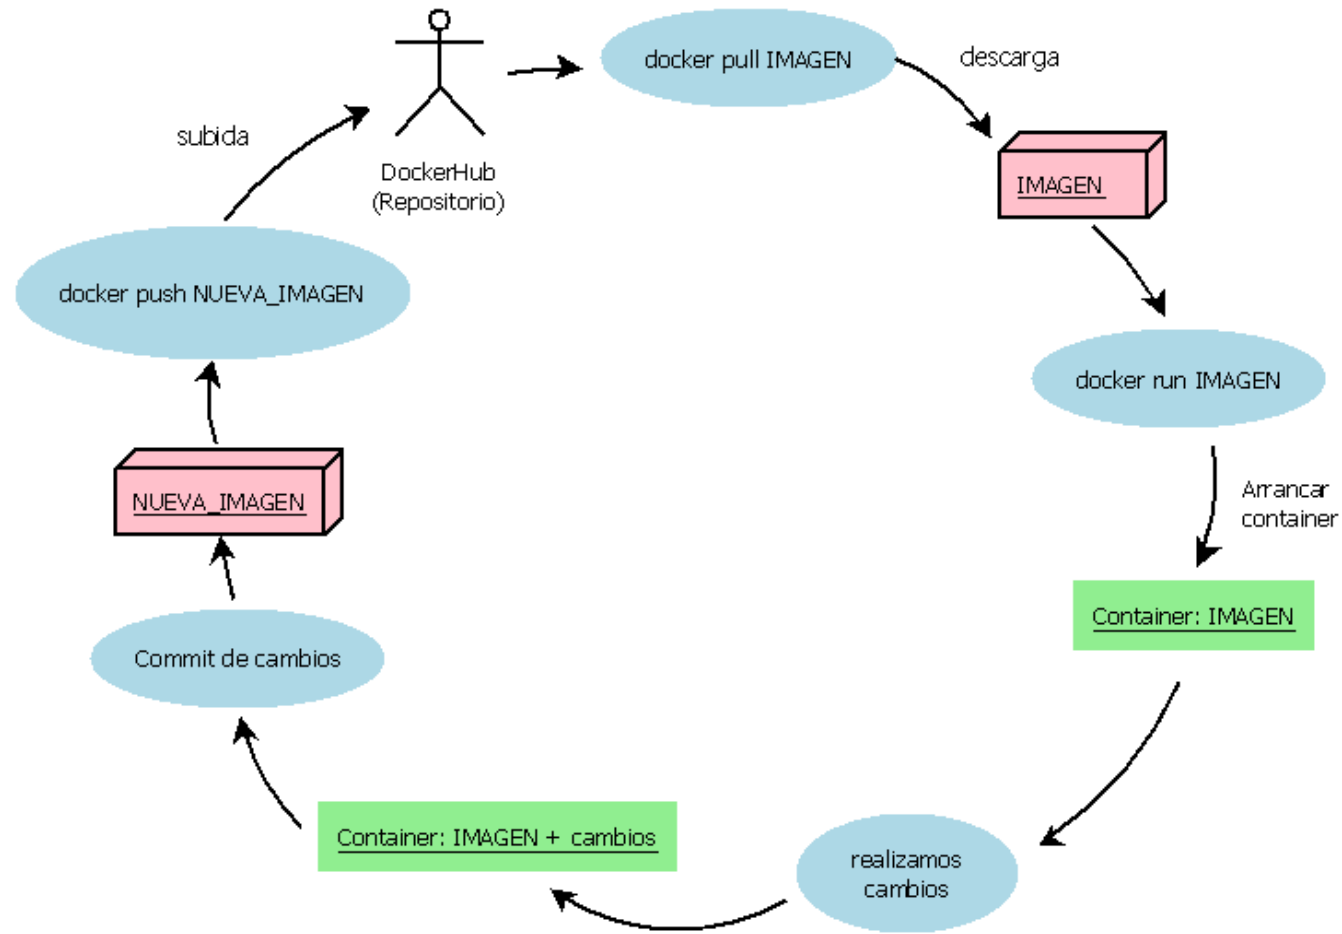 docker pull IMAGEN
descarga
subida
DockerHub
(Repositorio)
IMAGEN
docker push NUEVA_IMAGEN
docker run IMAGEN
NUEVA_IMAGEN
Arrancar
container
Container: IMAGEN
Commit de cambios
Container: IMAGEN + cambios
realizamos
cambios